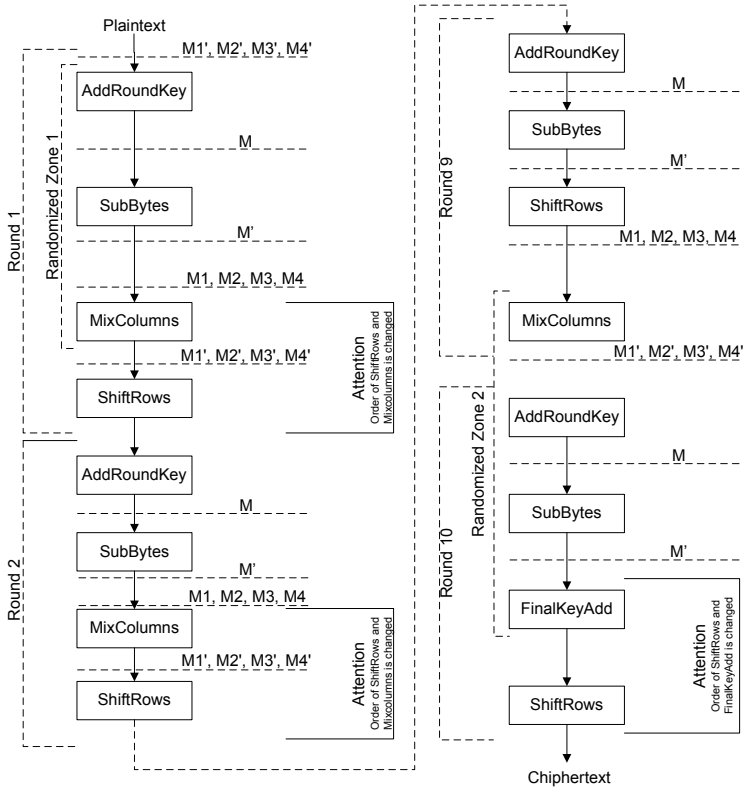 Plaintext
M1', M2', M3', M4'
AddRoundKey
M
SubBytes
M'
M1, M2, M3, M4
MixColumns
M1', M2', M3', M4'
ShiftRows
Round 1
Randomized Zone 1
Attention
Order of ShiftRows and
Mixcolumns is changed
AddRoundKey
M
SubBytes
M'
M1, M2, M3, M4
MixColumns
M1', M2', M3', M4'
ShiftRows
Round 2
Attention
Order of ShiftRows and
Mixcolumns is changed
AddRoundKey
M
SubBytes
M'
ShiftRows
M1, M2, M3, M4
MixColumns
M1', M2', M3', M4'
Round 9
AddRoundKey
M
SubBytes
M'
FinalKeyAdd
ShiftRows
Chiphertext
Round 10
Randomized Zone 2
Attention
Order of ShiftRows and
FinalKeyAdd is changed